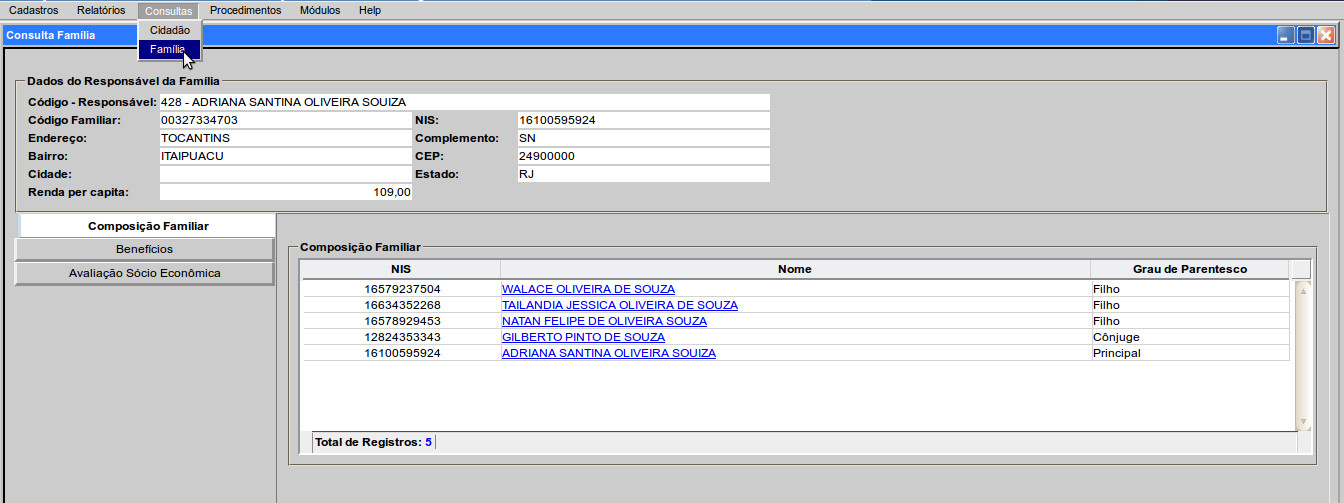 Cadastros Relatórios Consultas Procedimentos Módulos Help
Cidadão
Família
Consulta Família
Dados do Responsável da Família
Código - Responsável: 428 - ADRIANA SANTINA OLIVEIRA SOUIZA
Código Familiar: 00327334703 NIS: 16100595924
Endereço: TOCANTINS Complemento: SN
Bairro: ITAIPUACU CEP: 24900000
Cidade: Estado: RJ
Renda per capita: 109,00
Composição Familiar
Benefícios
Avaliação Sócio Econômica
Composição Familiar
NIS Nome Grau de Parentesco
16579237504 WALACE OLIVEIRA DE SOUZA Filho
16634352268 TAILANDIA JESSICA OLIVEIRA DE SOUZA Filho
16578929453 NATAN FELIPE DE OLIVEIRA SOUZA Filho
12824353343 GILBERTO PINTO DE SOUZA Cônjuge
16100595924 ADRIANA SANTINA OLIVEIRA SOUIZA Principal
Total de Registros: 5